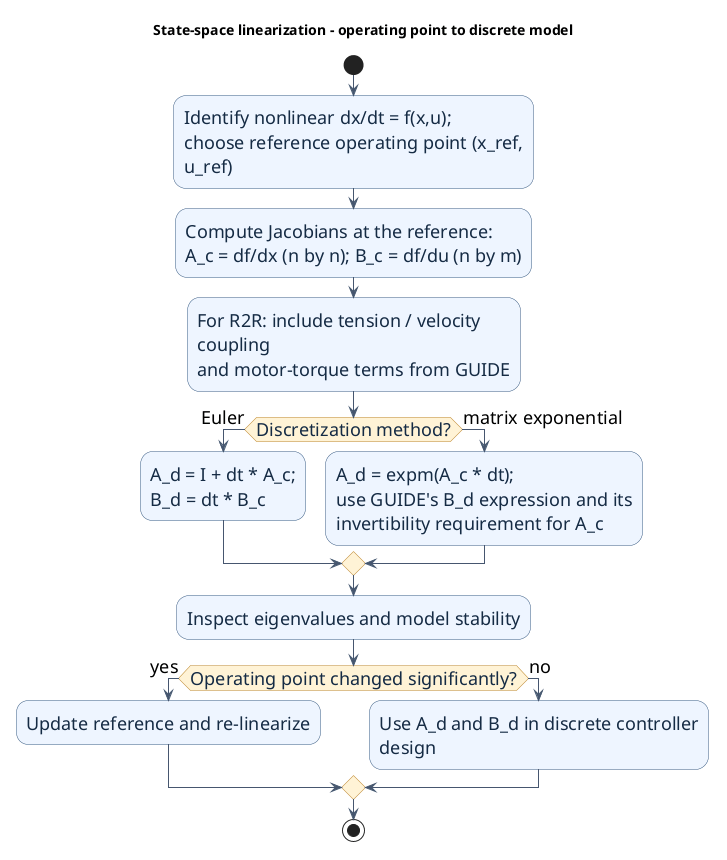 State-space linearization - operating point to discrete model
Identify nonlinear dx/dt = f(x,u);
choose reference operating point (x_ref,
u_ref)
Compute Jacobians at the reference:
A_c = df/dx (n by n); B_c = df/du (n by m)
For R2R: include tension / velocity
coupling
and motor-torque terms from GUIDE
Discretization method?
Euler
matrix exponential
A_d = I + dt * A_c;
B_d = dt * B_c
A_d = expm(A_c * dt);
use GUIDE's B_d expression and its
invertibility requirement for A_c
Inspect eigenvalues and model stability
Operating point changed significantly?
yes
no
Update reference and re-linearize
Use A_d and B_d in discrete controller
design